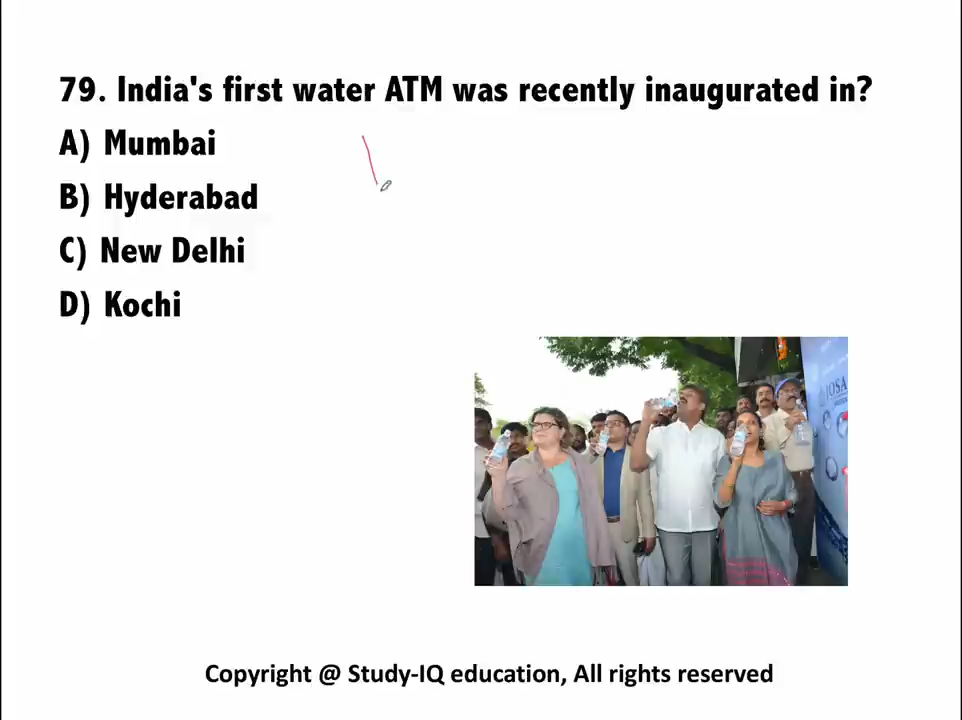 79. India's first water ATM was recently inaugurated in?
A) Mumbai
B) Hyderabad
C) New Delhi
D) Kochi
JOSA
Copyright @ Study-IQ education, All rights reserved